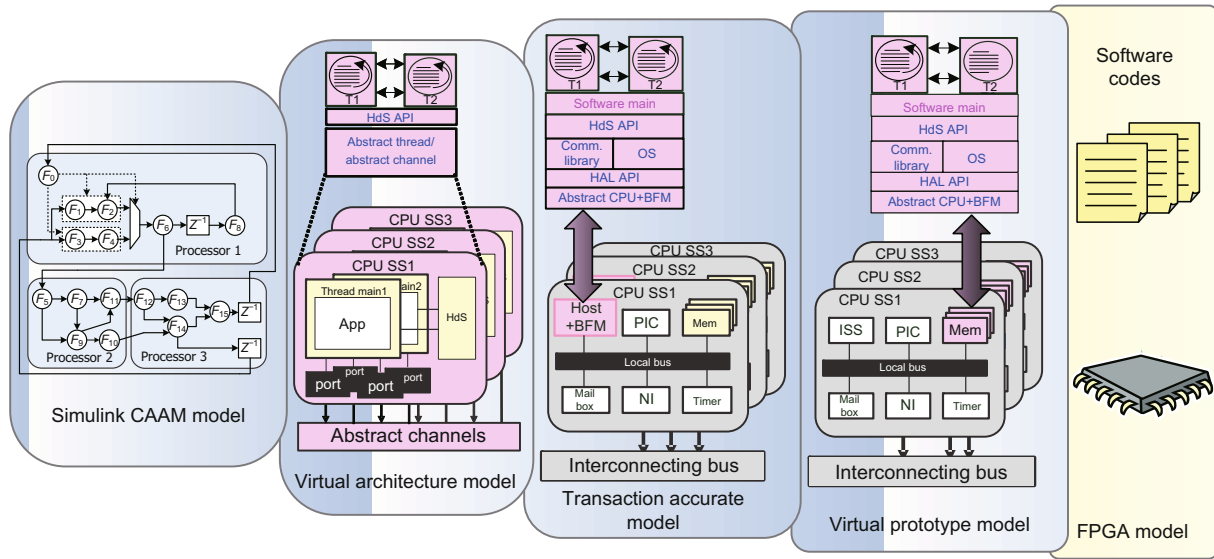 F0
F1
F2
F3
F4
F6
Z-1
F8
Processor 1
F5
F7
F11
F9
F10
Processor 2
F12
F13
F14
F15
Z-1
Z-1
Processor 3
Simulink CAAM model
T1
T2
HdS API
Abstract thread/
abstract channel
CPU SS3
CPU SS2
CPU SS1
Thread main1
ain2
App
HdS
s
port
port
port
port
Abstract channels
Virtual architecture model
T1
T2
Software main
HdS API
Comm.
library
OS
HAL API
Abstract CPU+BFM
CPU SS3
CPU SS2
CPU SS1
Host
+BFM
PIC
Mem
Local bus
Mail
box
NI
Timer
Interconnecting bus
Transaction accurate
model
T1
T2
Software main
HdS API
Comm.
library
OS
HAL API
Abstract CPU+BFM
CPU SS3
CPU SS2
CPU SS1
ISS
PIC
Mem
Local bus
Mail
box
NI
Timer
Interconnecting bus
Virtual prototype model
Software
codes
FPGA model